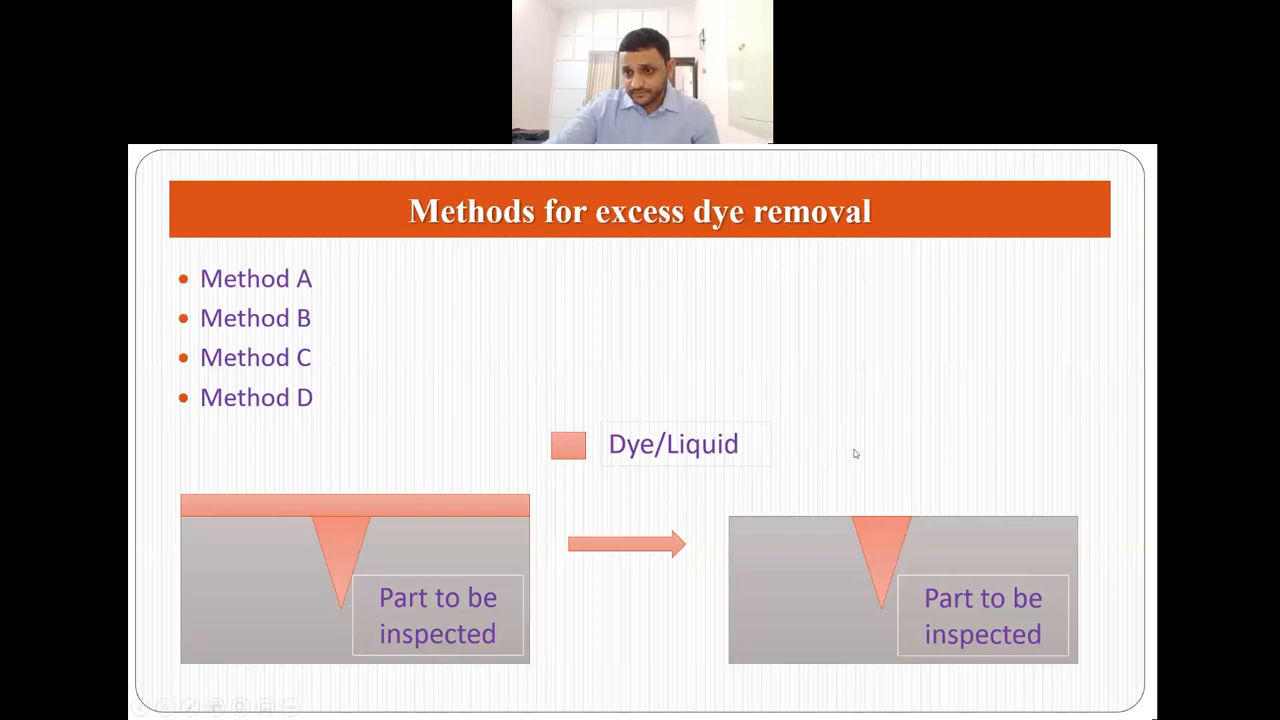 Methods for excess dye removal
Method A
Method B
Method C
Method D
Dye/Liquid
Part to be
inspected
Part to be
inspected